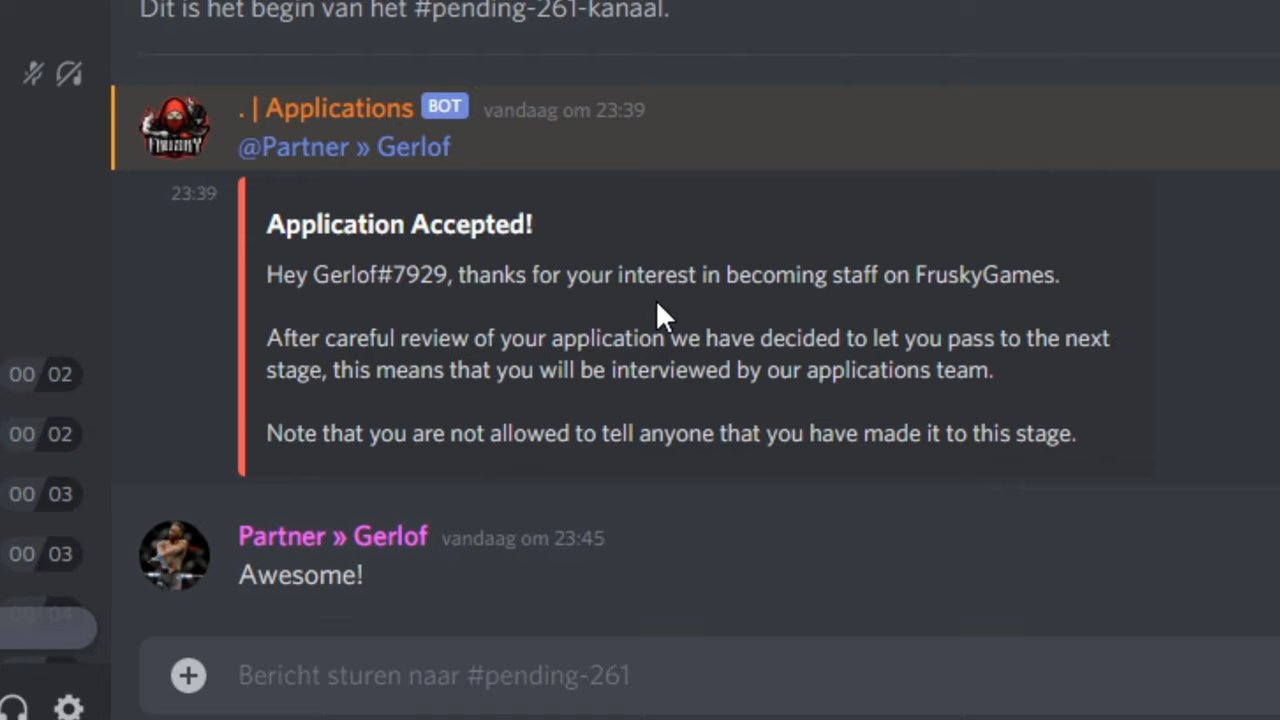 Dit is het begin van het #pending-261-kanaal.
. | Applications BOT vandaag om 23:39
@Partner » Gerlof
23:39
Application Accepted!
Hey Gerlof#7929, thanks for your interest in becoming staff on FruskyGames.
After careful review of your application we have decided to let you pass to the next
stage, this means that you will be interviewed by our applications team.
00 02
Note that you are not allowed to tell anyone that you have made it to this stage.
00 02
00 03
Partner » Gerlof vandaag om 23:45
00 03
Awesome!
00 04
Bericht sturen naar #pending-261